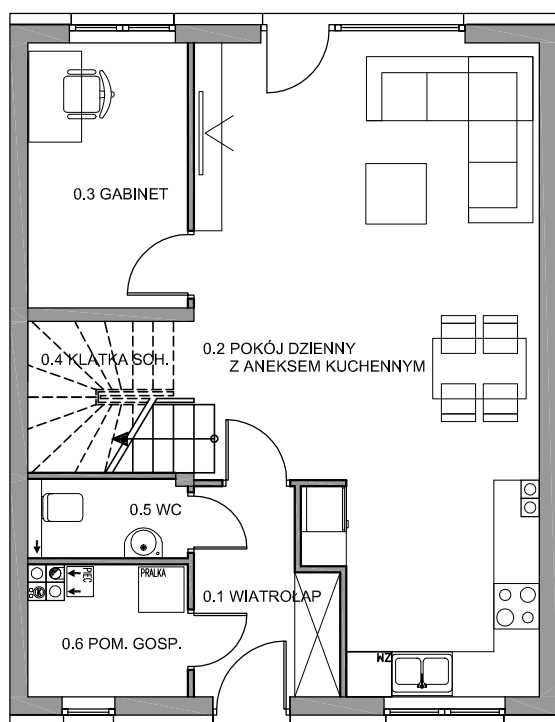 0.3 GABINET
0.2 POKÓJ DZIENNY
Z ANEKSEM KUCHENNYM
0.4 KLATKA SCH.
0.5 WC
PIEC
PRALKA
0.1 WIATROŁAP
0.6 POM. GOSP.
WZ